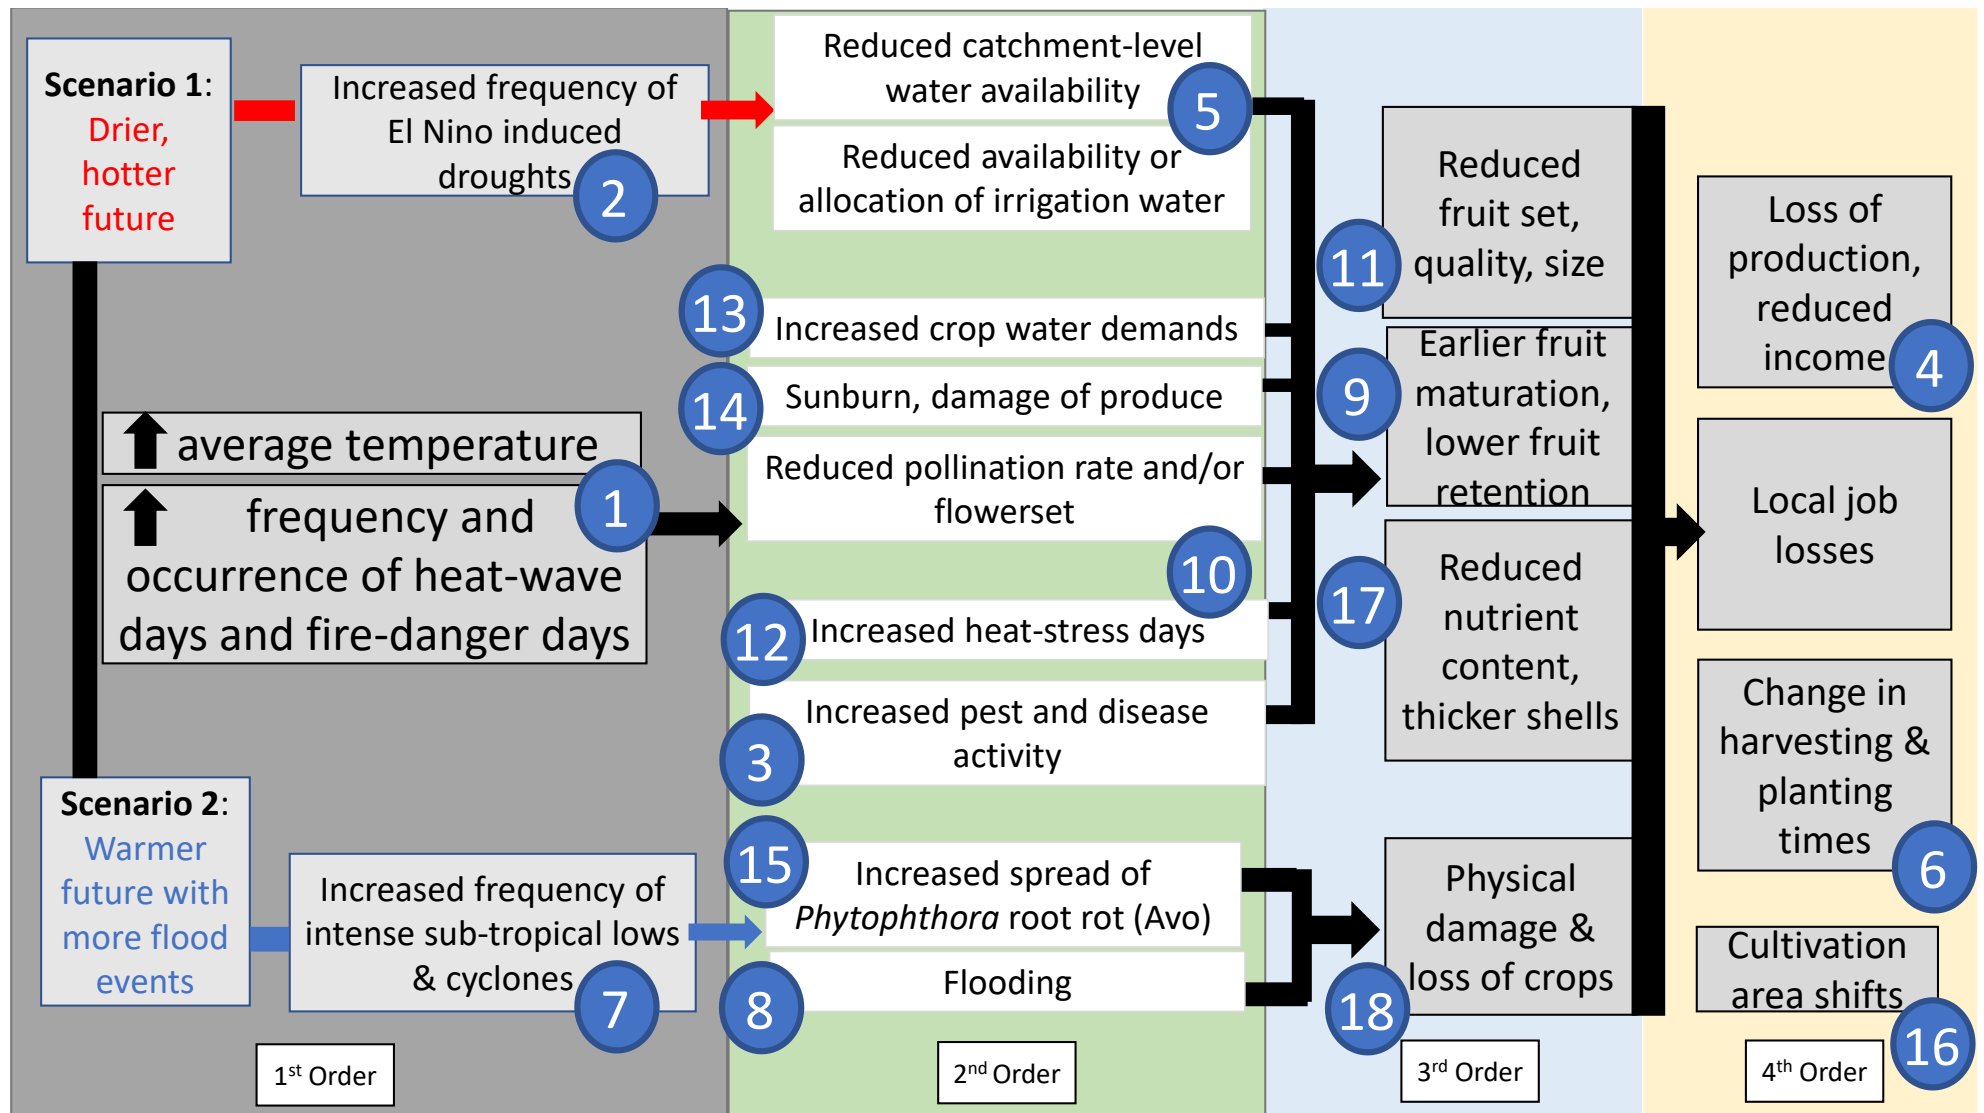 Scenario 1:
Drier,
hotter
future
Increased frequency of
El Nino induced
droughts
2
average temperature
frequency and
occurrence of heat-wave
days and fire-danger days
1
Scenario 2:
Warmer
future with
more flood
events
Increased frequency of
intense sub-tropical lows
& cyclones
7
1st Order
Reduced catchment-level
water availability
5
Reduced availability or
allocation of irrigation water
13
Increased crop water demands
14
Sunburn, damage of produce
Reduced pollination rate and/or
flowerset
10
12
Increased heat-stress days
Increased pest and disease
activity
3
15
Increased spread of
Phytophthora root rot (Avo)
Flooding
8
2nd Order
Reduced
fruit set,
quality, size
11
Earlier fruit
maturation,
lower fruit
retention
9
Reduced
nutrient
content,
thicker shells
17
Physical
damage &
loss of crops
18
3rd Order
Loss of
production,
reduced
income
4
Local job
losses
Change in
harvesting &
planting
times
6
Cultivation
area shifts
16
4th Order